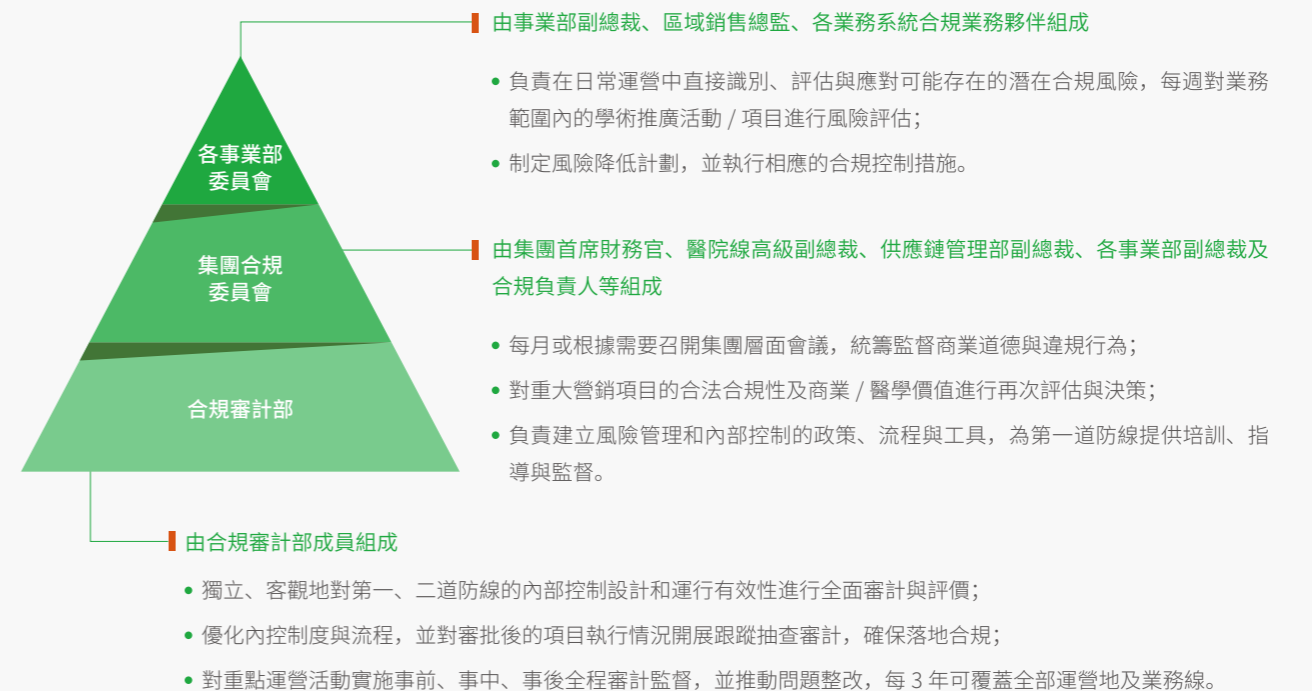 由事業部副總裁、區域銷售總監、各業務系統合規業務夥伴組成
• 負責在日常運營中直接識別、評估與應對可能存在的潛在合規風險，每週對業務
範圍內的學術推廣活動 / 項目進行風險評估；
• 制定風險降低計劃，並執行相應的合規控制措施。
各事業部
委員會
由集團首席財務官、醫院線高級副總裁、供應鏈管理部副總裁、各事業部副總裁及
合規負責人等組成
• 每月或根據需要召開集團層面會議，統籌監督商業道德與違規行為；
• 對重大營銷項目的合法合規性及商業 / 醫學價值進行再次評估與決策；
• 負責建立風險管理和內部控制的政策、流程與工具，為第一道防線提供培訓、指
導與監督。
集團合規
委員會
合規審計部
由合規審計部成員組成
• 獨立、客觀地對第一、二道防線的內部控制設計和運行有效性進行全面審計與評價；
• 優化內控制度與流程，並對審批後的項目執行情況開展跟蹤抽查審計，確保落地合規；
• 對重點運營活動實施事前、事中、事後全程審計監督，並推動問題整改，每 3 年可覆蓋全部運營地及業務線。